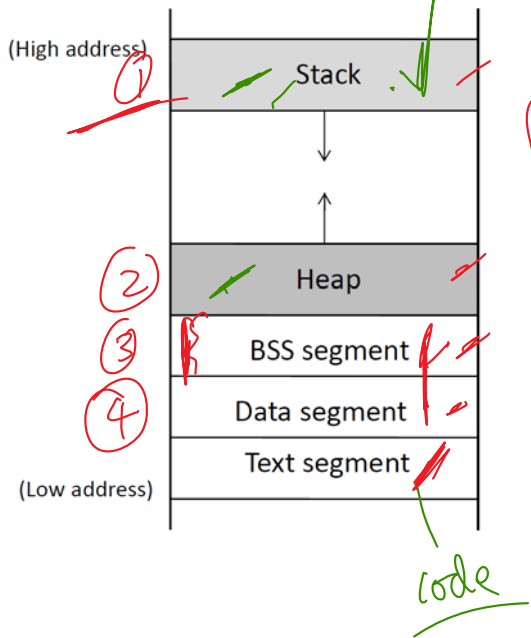 (High address)
① Stack
② Heap
③ BSS segment
④ Data segment
Text segment
(Low address)
code